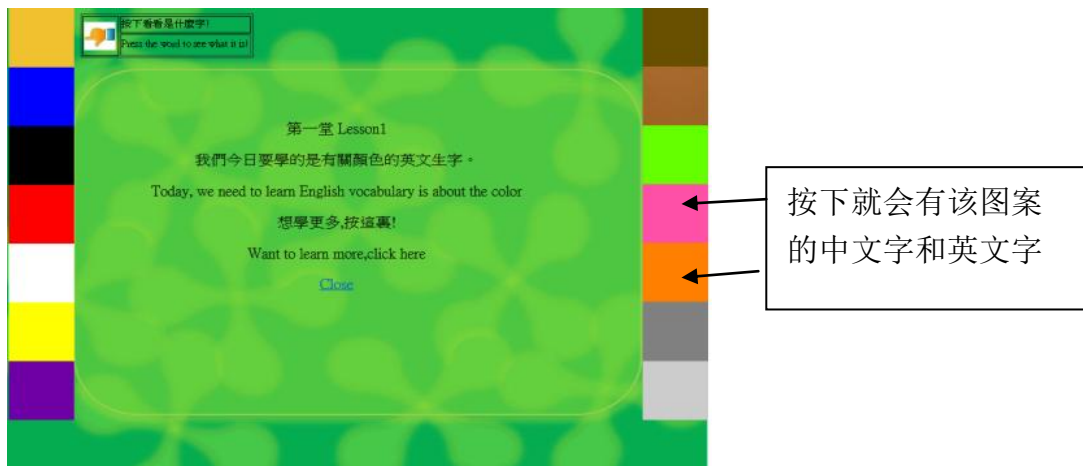 按下看看是什麼字!
Press the word to see what it is!
第一堂 Lesson1
我們今日要學的是有關顏色的英文生字。
Today, we need to learn English vocabulary is about the color
想學更多,按這裏!
Want to learn more,click here
Close
按下就会有该图案
的中文字和英文字